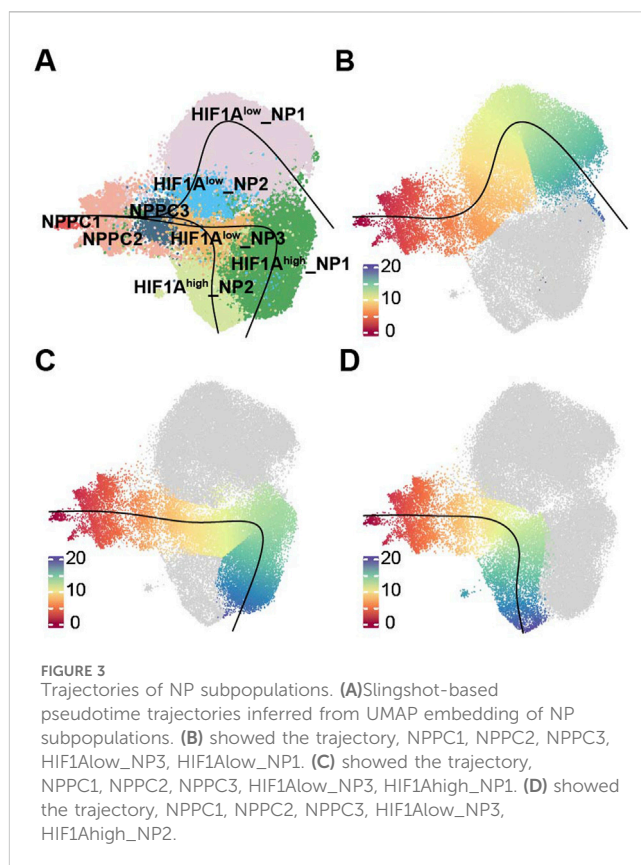 A
B
HIF1Alow_NP1
HIF1Alow_NP2
NPPC1
NPPC3
NPPC2
HIF1Alow_NP3
HIF1Ahigh_NP1
HIF1Ahigh_NP2
20
10
0
C
D
20
10
0
20
10
0
FIGURE 3
Trajectories of NP subpopulations. (A)Slingshot-based
pseudotime trajectories inferred from UMAP embedding of NP
subpopulations. (B) showed the trajectory, NPPC1, NPPC2, NPPC3,
HIF1Alow_NP3, HIF1Alow_NP1. (C) showed the trajectory,
NPPC1, NPPC2, NPPC3, HIF1Alow_NP3, HIF1Ahigh_NP1. (D) showed
the trajectory, NPPC1, NPPC2, NPPC3, HIF1Alow_NP3,
HIF1Ahigh_NP2.